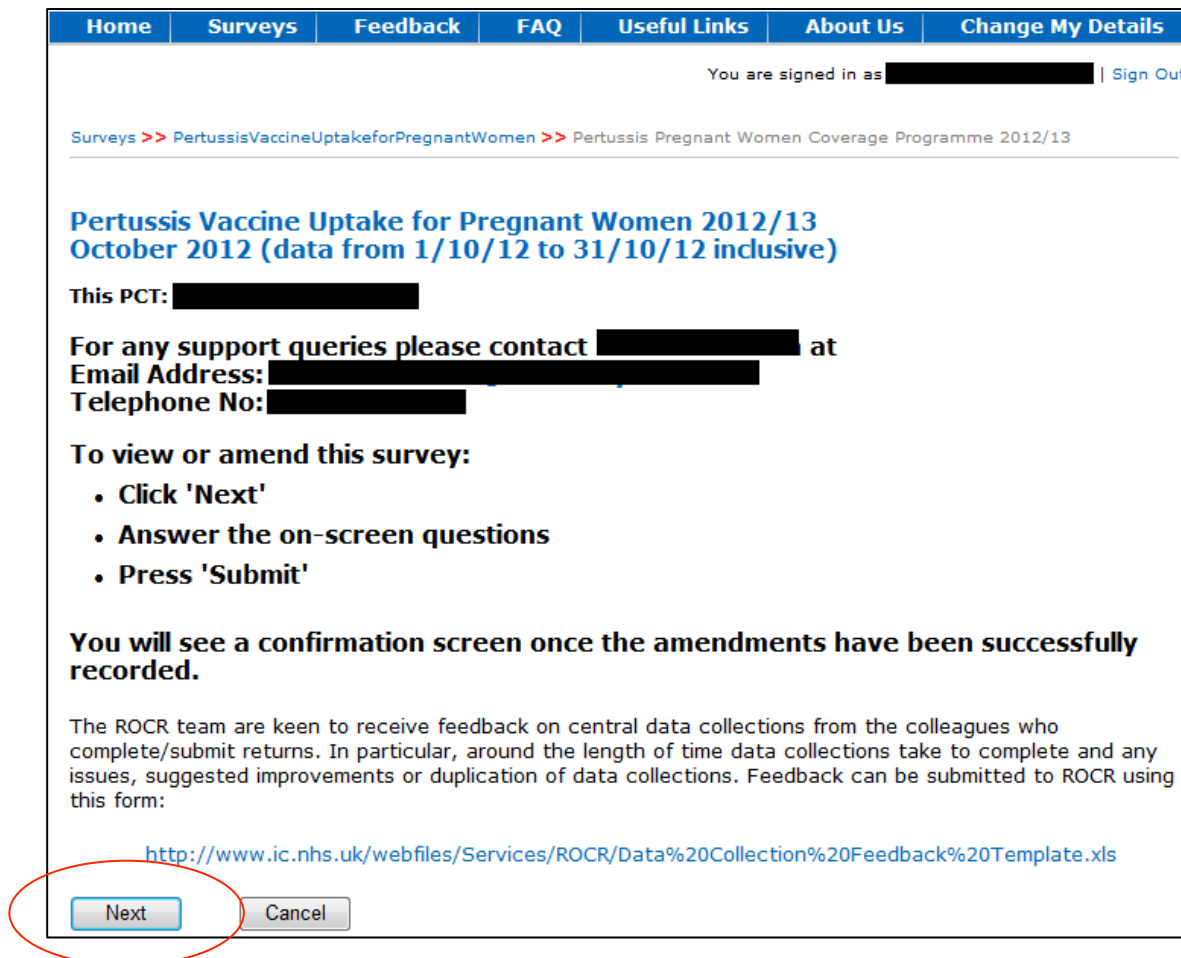 Home Surveys Feedback FAQ Useful Links About Us Change My Details
You are signed in as | Sign Out
Surveys >> PertussisVaccineUptakeforPregnantWomen >> Pertussis Pregnant Women Coverage Programme 2012/13
Pertussis Vaccine Uptake for Pregnant Women 2012/13
October 2012 (data from 1/10/12 to 31/10/12 inclusive)
This PCT:
For any support queries please contact at
Email Address:
Telephone No:
To view or amend this survey:
• Click 'Next'
• Answer the on-screen questions
• Press 'Submit'
You will see a confirmation screen once the amendments have been successfully
recorded.
The ROCR team are keen to receive feedback on central data collections from the colleagues who
complete/submit returns. In particular, around the length of time data collections take to complete and any
issues, suggested improvements or duplication of data collections. Feedback can be submitted to ROCR using
this form:
http://www.ic.nhs.uk/webfiles/Services/ROCR/Data%20Collection%20Feedback%20Template.xls
Next Cancel